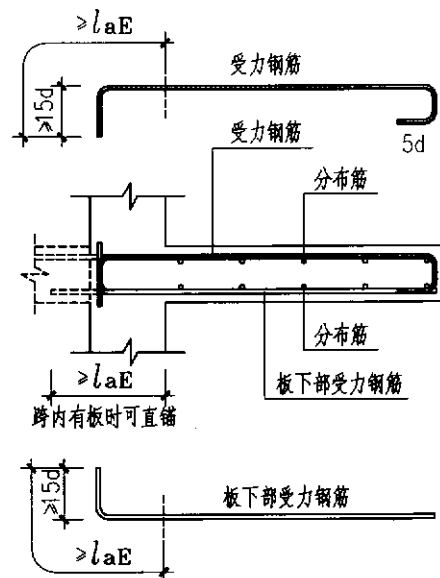 ≥laE
受力钢筋
≥15d
5d
受力钢筋
分布筋
分布筋
≥laE
板下部受力钢筋
跨内有板时可直锚
≥15d
板下部受力钢筋
≥laE